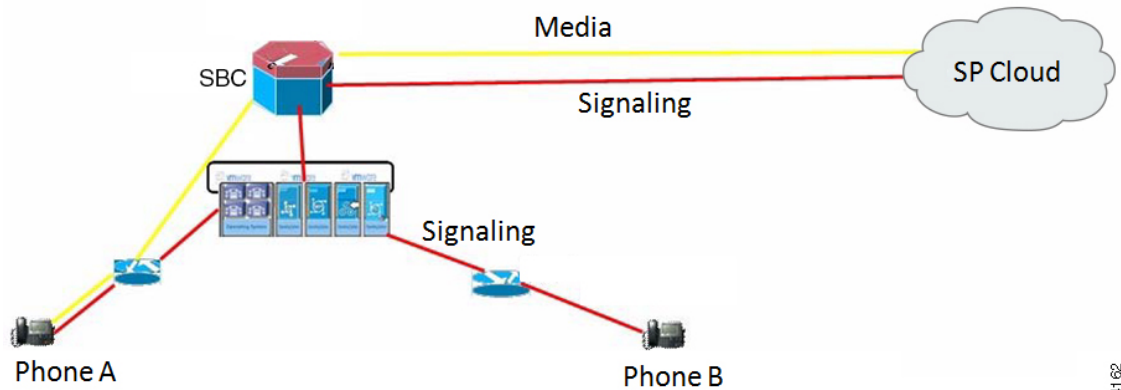 Media
SBC
SP Cloud
Signaling
Signaling
Phone A
Phone B